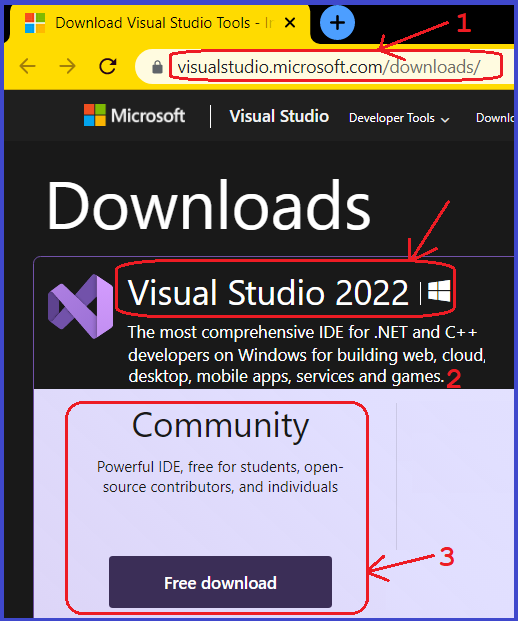 Download Visual Studio Tools - In
1
visualstudio.microsoft.com/downloads/
Microsoft
Visual Studio
Developer Tools
Downlo
Downloads
Visual Studio 2022
The most comprehensive IDE for .NET and C++
developers on Windows for building web, cloud,
desktop, mobile apps, services and games.
2
Community
Powerful IDE, free for students, open-
source contributors, and individuals
3
Free download